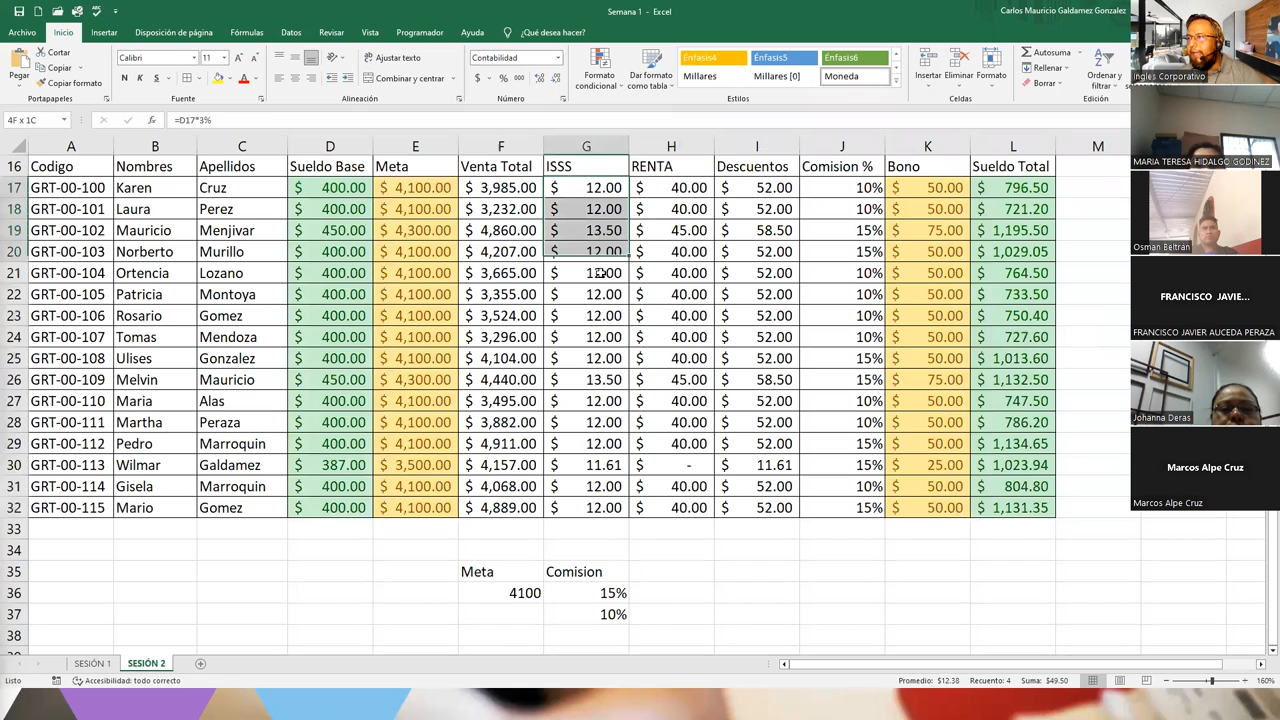 Semana 1 - Excel
Carlos Mauricio Galdamez Gonzalez
Archivo Inicio Insertar Disposición de página Fórmulas Datos Revisar Vista Programador Ayuda ¿Qué desea hacer?
Pegar
Cortar
Copiar
Copiar formato
Portapapeles
Calibri 11
N K S
Fuente
Ajustar texto
Combinar y centrar
Alineación
Contabilidad
$ % 000
Número
Formato condicional
Dar formato como tabla
Énfasis4 Énfasis5 Énfasis6
Millares Millares [0] Moneda
Estilos
Insertar Eliminar Formato
Celdas
Autosuma
Rellenar
Borrar
Ordenar y filtrar
Edición
4F x 1C fx =D17*3%
A B C D E F G H I J K L M
16 Codigo Nombres Apellidos Sueldo Base Meta Venta Total ISSS RENTA Descuentos Comision % Bono Sueldo Total
17 GRT-00-100 Karen Cruz $ 400.00 $ 4,100.00 $ 3,985.00 $ 12.00 $ 40.00 $ 52.00 10% $ 50.00 $ 796.50
18 GRT-00-101 Laura Perez $ 400.00 $ 4,100.00 $ 3,232.00 $ 12.00 $ 40.00 $ 52.00 10% $ 50.00 $ 721.20
19 GRT-00-102 Mauricio Menjivar $ 450.00 $ 4,300.00 $ 4,860.00 $ 13.50 $ 45.00 $ 58.50 15% $ 75.00 $ 1,195.50
20 GRT-00-103 Norberto Murillo $ 400.00 $ 4,100.00 $ 4,207.00 $ 12.00 $ 40.00 $ 52.00 15% $ 50.00 $ 1,029.05
21 GRT-00-104 Ortencia Lozano $ 400.00 $ 4,100.00 $ 3,665.00 $ 12.00 $ 40.00 $ 52.00 10% $ 50.00 $ 764.50
22 GRT-00-105 Patricia Montoya $ 400.00 $ 4,100.00 $ 3,355.00 $ 12.00 $ 40.00 $ 52.00 10% $ 50.00 $ 733.50
23 GRT-00-106 Rosario Gomez $ 400.00 $ 4,100.00 $ 3,524.00 $ 12.00 $ 40.00 $ 52.00 10% $ 50.00 $ 750.40
24 GRT-00-107 Tomas Mendoza $ 400.00 $ 4,100.00 $ 3,296.00 $ 12.00 $ 40.00 $ 52.00 10% $ 50.00 $ 727.60
25 GRT-00-108 Ulises Gonzalez $ 400.00 $ 4,100.00 $ 4,104.00 $ 12.00 $ 40.00 $ 52.00 15% $ 50.00 $ 1,013.60
26 GRT-00-109 Melvin Mauricio $ 450.00 $ 4,300.00 $ 4,440.00 $ 13.50 $ 45.00 $ 58.50 15% $ 75.00 $ 1,132.50
27 GRT-00-110 Maria Alas $ 400.00 $ 4,100.00 $ 3,495.00 $ 12.00 $ 40.00 $ 52.00 10% $ 50.00 $ 747.50
28 GRT-00-111 Martha Peraza $ 400.00 $ 4,100.00 $ 3,882.00 $ 12.00 $ 40.00 $ 52.00 10% $ 50.00 $ 786.20
29 GRT-00-112 Pedro Marroquin $ 400.00 $ 4,100.00 $ 4,911.00 $ 12.00 $ 40.00 $ 52.00 15% $ 50.00 $ 1,134.65
30 GRT-00-113 Wilmar Galdamez $ 387.00 $ 3,500.00 $ 4,157.00 $ 11.61 $ - $ 11.61 15% $ 25.00 $ 1,023.94
31 GRT-00-114 Gisela Marroquin $ 400.00 $ 4,100.00 $ 4,068.00 $ 12.00 $ 40.00 $ 52.00 10% $ 50.00 $ 804.80
32 GRT-00-115 Mario Gomez $ 400.00 $ 4,100.00 $ 4,889.00 $ 12.00 $ 40.00 $ 52.00 15% $ 50.00 $ 1,131.35
33
34
35 Meta Comision
36 4100 15%
37 10%
38
SESIÓN 1 SESIÓN 2
Listo Accesibilidad: todo correcto Promedio: $12.38 Recuento: 4 Suma: $49.50 160%
Ingles Corporativo
MARIA TERESA HIDALGO GODINEZ
Osman Beltrán
FRANCISCO JAVIE...
FRANCISCO JAVIER AUCEDA PERAZA
Johanna Deras
Marcos Alpe Cruz
Marcos Alpe Cruz